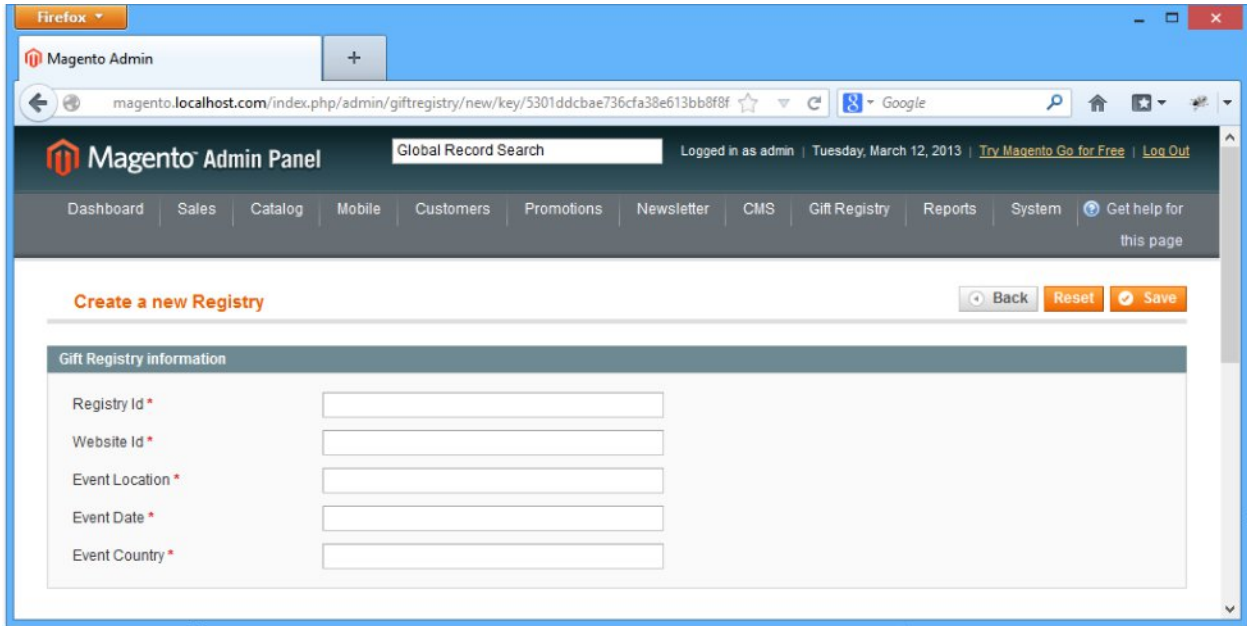 Firefox
Magento Admin
magento.localhost.com/index.php/admin/giftregistry/new/key/5301ddcbae736cfa38e613bb8f8f
Google
Magento Admin Panel
Global Record Search
Logged in as admin | Tuesday, March 12, 2013 | Try Magento Go for Free | Log Out
Dashboard Sales Catalog Mobile Customers Promotions Newsletter CMS Gift Registry Reports System Get help for
this page
Create a new Registry
Back Reset Save
Gift Registry information
Registry Id *
Website Id *
Event Location *
Event Date *
Event Country *